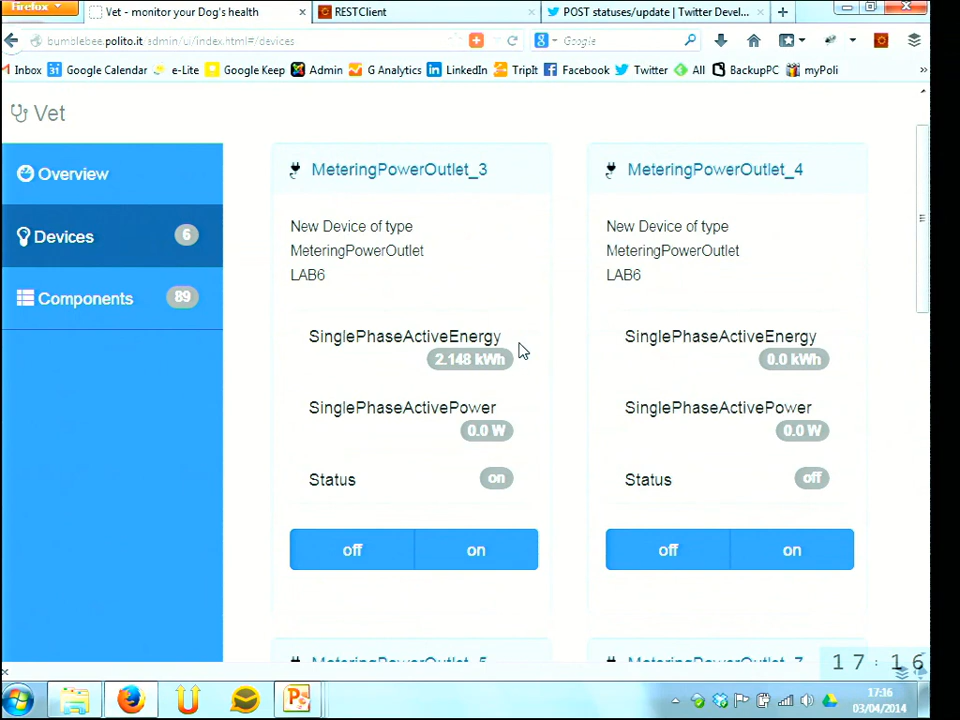 Firefox
Vet - monitor your Dog's health
RESTClient
POST statuses/update | Twitter Devel...
bumblebee.polito.it/admin/ui/index.html#/devices
Google
Inbox
Google Calendar
e-Lite
Google Keep
Admin
G Analytics
LinkedIn
TripIt
Facebook
Twitter
All
BackupPC
myPoli
Vet
Overview
Devices 6
Components 89
MeteringPowerOutlet_3
New Device of type
MeteringPowerOutlet
LAB6
SinglePhaseActiveEnergy
2.148 kWh
SinglePhaseActivePower
0.0 W
Status on
off on
MeteringPowerOutlet_4
New Device of type
MeteringPowerOutlet
LAB6
SinglePhaseActiveEnergy
0.0 kWh
SinglePhaseActivePower
0.0 W
Status off
off on
MeteringPowerOutlet_5
MeteringPowerOutlet_7
17:16
17:16
03/04/2014